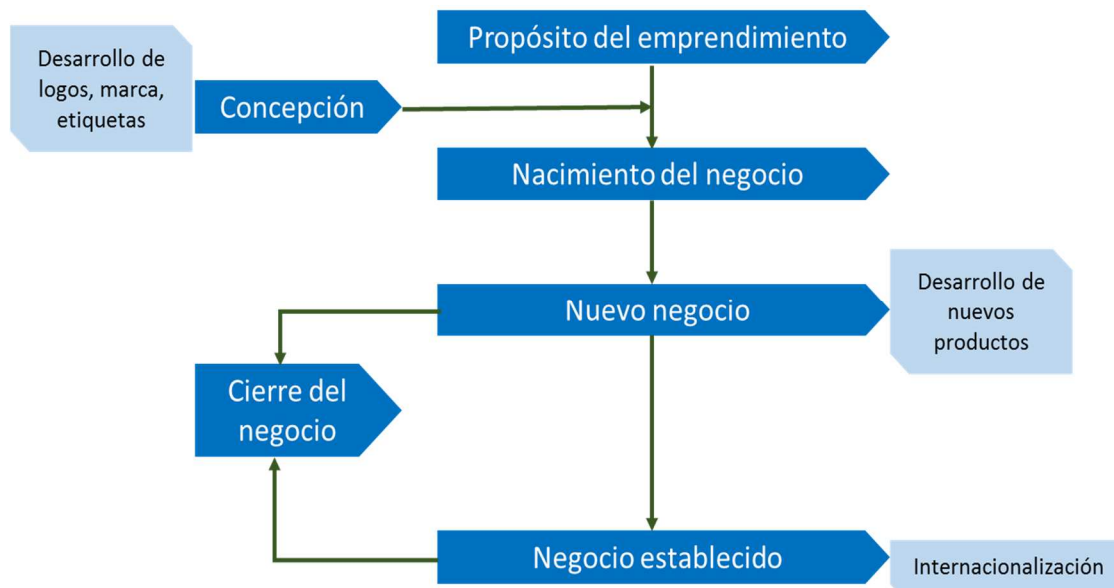 Propósito del emprendimiento
Desarrollo de
logos, marca,
etiquetas
Concepción
Nacimiento del negocio
Nuevo negocio
Desarrollo de
nuevos
productos
Cierre del
negocio
Negocio establecido
Internacionalización